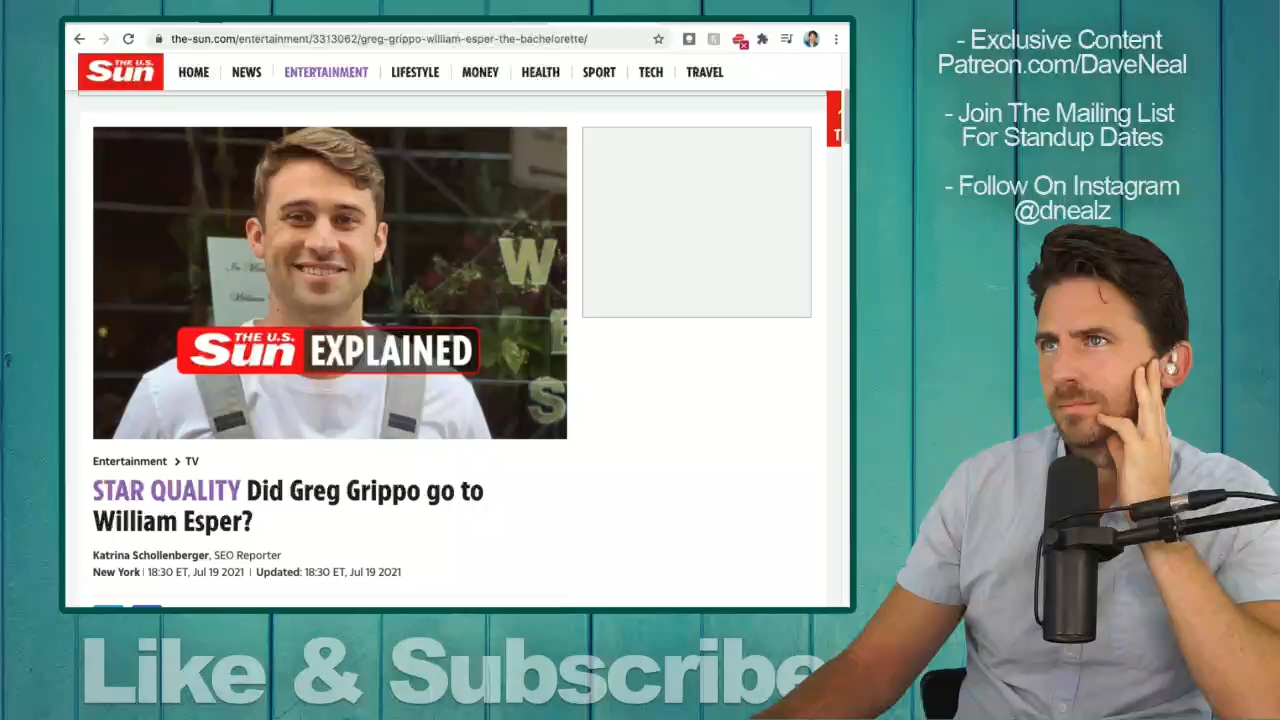 the-sun.com/entertainment/3313062/greg-grippo-william-esper-the-bachelorette/
THE U.S. Sun
HOME NEWS ENTERTAINMENT LIFESTYLE MONEY HEALTH SPORT TECH TRAVEL
T
W
E
S
THE U.S. Sun EXPLAINED
Entertainment > TV
STAR QUALITY Did Greg Grippo go to
William Esper?
Katrina Schollenberger, SEO Reporter
New York | 18:30 ET, Jul 19 2021 | Updated: 18:30 ET, Jul 19 2021
- Exclusive Content
Patreon.com/DaveNeal
- Join The Mailing List
For Standup Dates
- Follow On Instagram
@dnealz
Like & Subscribe